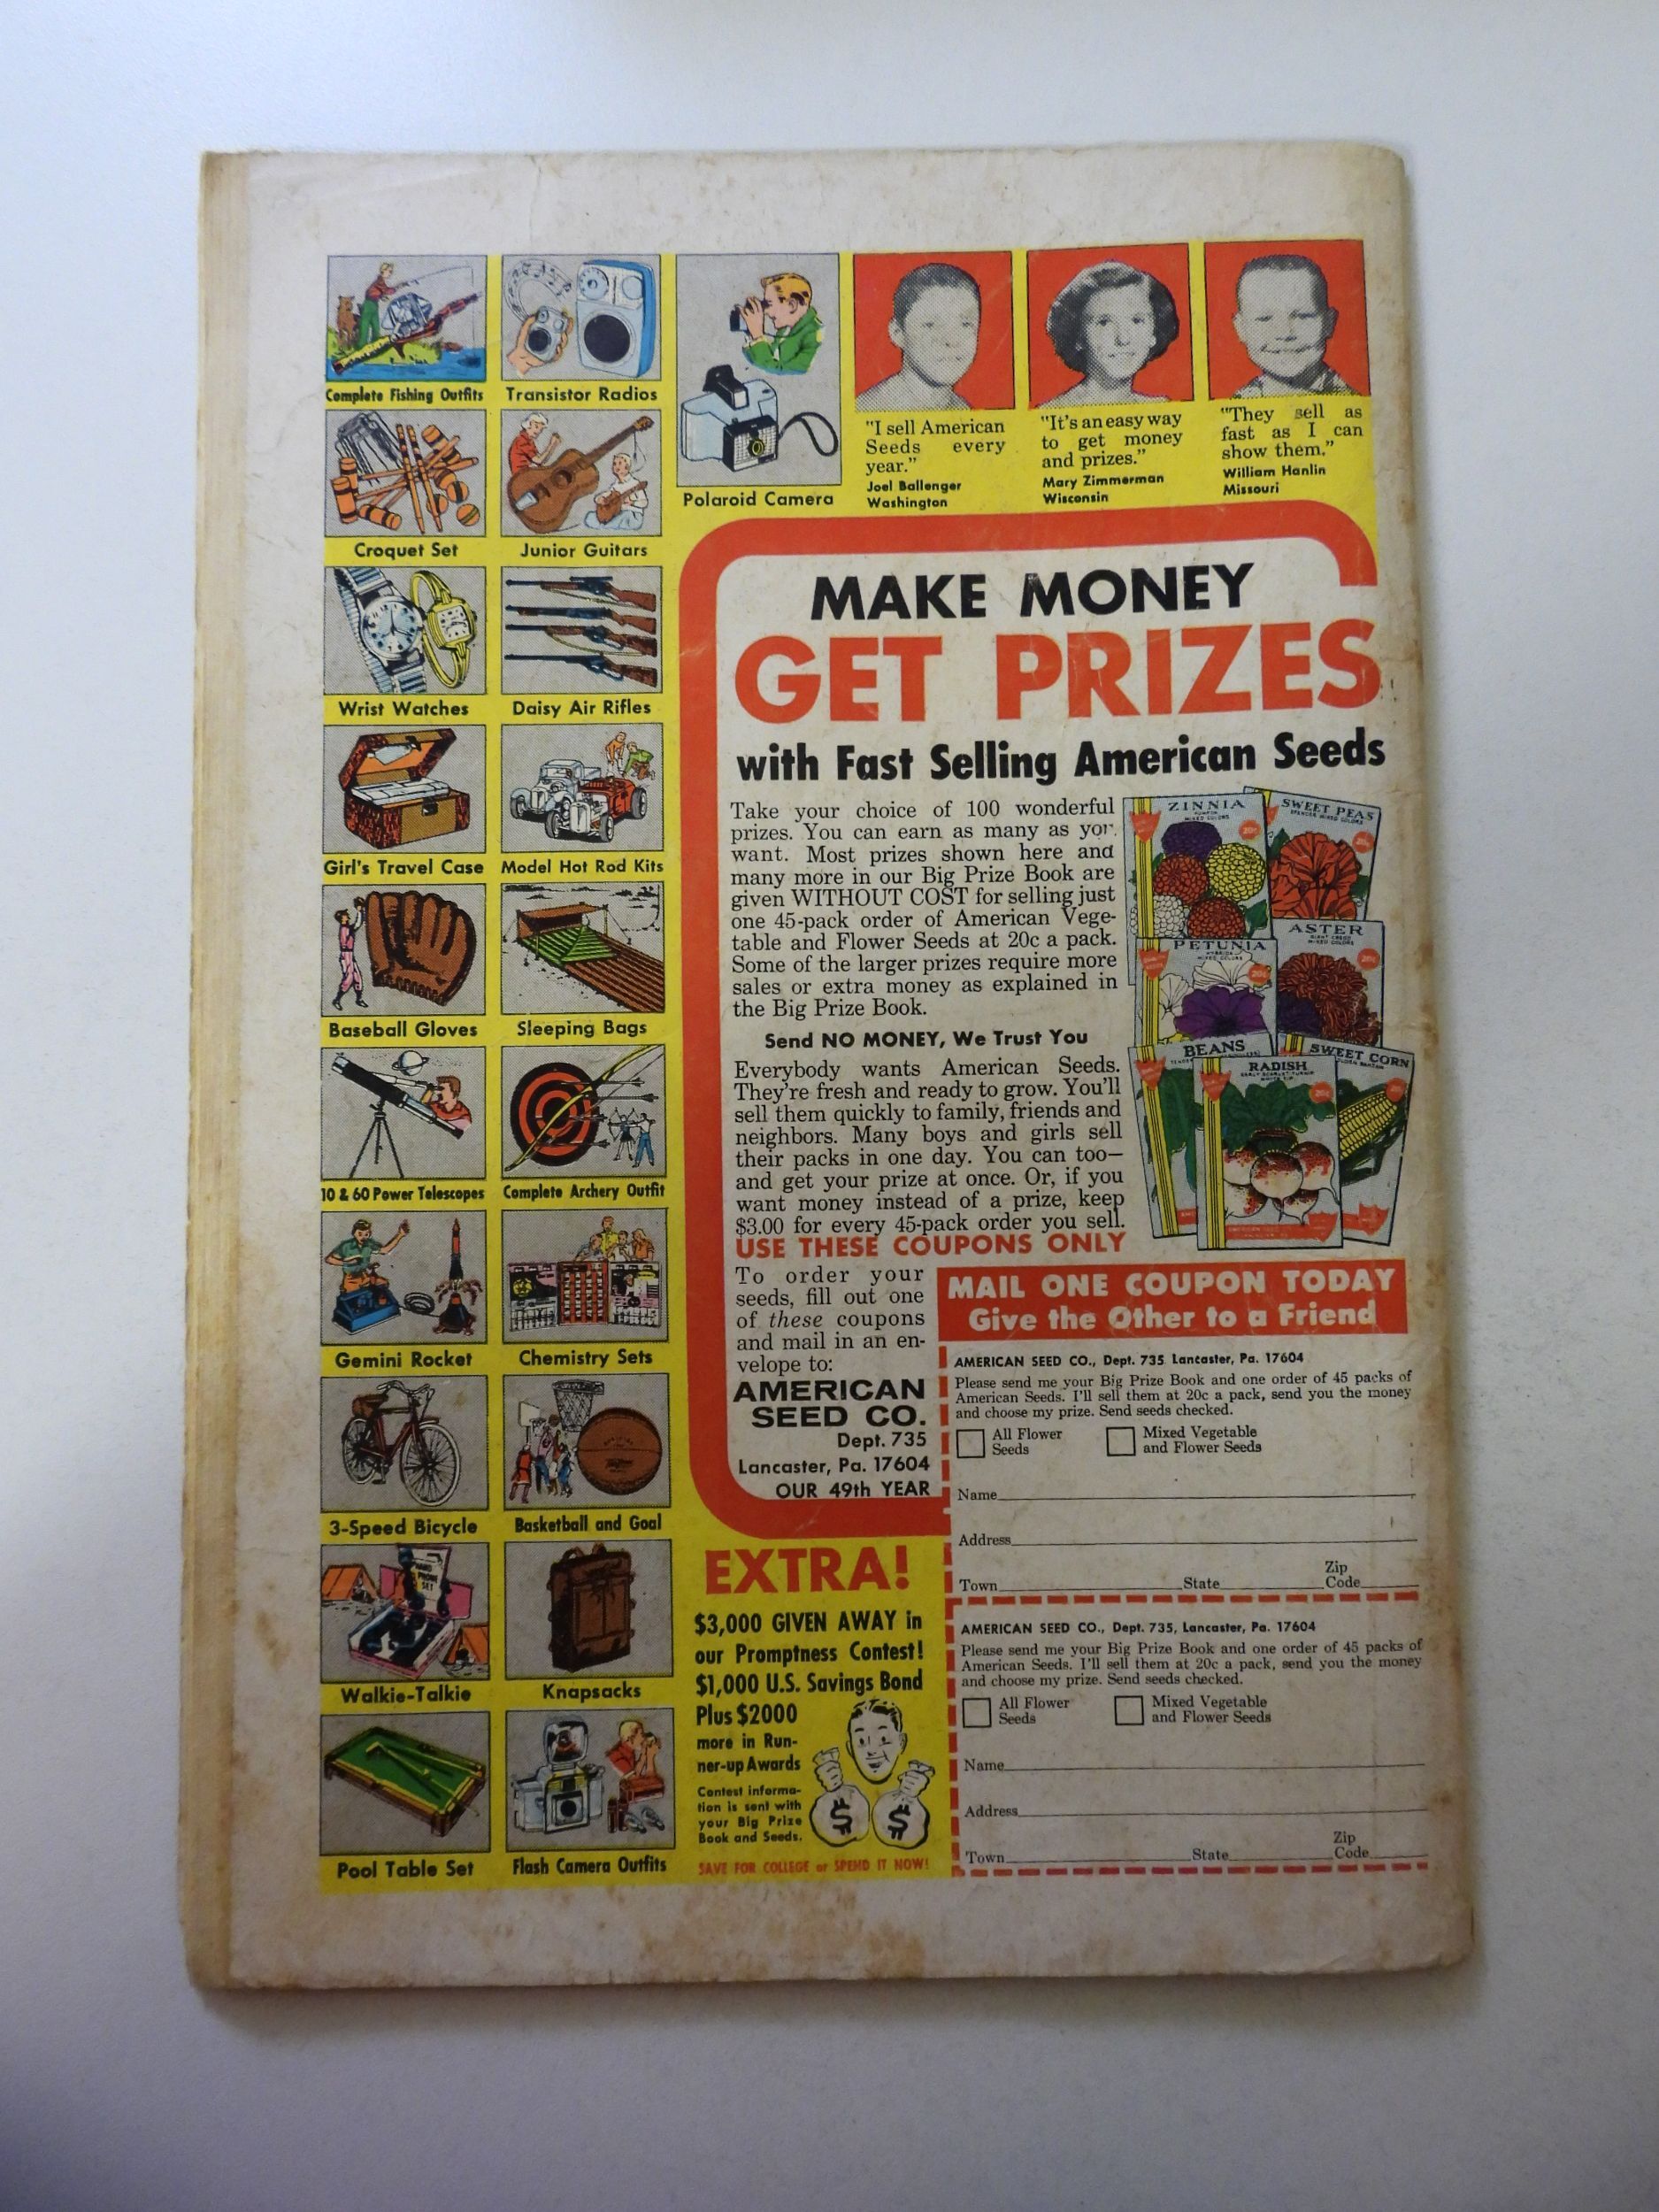 Complete Fishing Outfits
Transistor Radios
Polaroid Camera
Croquet Set
Junior Guitars
Wrist Watches
Daisy Air Rifles
Girl's Travel Case
Model Hot Rod Kits
Baseball Gloves
Sleeping Bags
10 & 60 Power Telescopes
Complete Archery Outfit
Gemini Rocket
Chemistry Sets
3-Speed Bicycle
Basketball and Goal
HAND
PHONE
SET
Walkie-Talkie
Knapsacks
Pool Table Set
Flash Camera Outfits
"I sell American
Seeds every
year."
Joel Ballenger
Washington
"It's an easy way
to get money
and prizes."
Mary Zimmerman
Wisconsin
"They sell as
fast as I can
show them."
William Hanlin
Missouri
MAKE MONEY
GET PRIZES
with Fast Selling American Seeds
Take your choice of 100 wonderful
prizes. You can earn as many as you
want. Most prizes shown here and
many more in our Big Prize Book are
given WITHOUT COST for selling just
one 45-pack order of American Vege-
table and Flower Seeds at 20c a pack.
Some of the larger prizes require more
sales or extra money as explained in
the Big Prize Book.
Send NO MONEY, We Trust You
Everybody wants American Seeds.
They're fresh and ready to grow. You'll
sell them quickly to family, friends and
neighbors. Many boys and girls sell
their packs in one day. You can too—
and get your prize at once. Or, if you
want money instead of a prize, keep
$3.00 for every 45-pack order you sell.
USE THESE COUPONS ONLY
To order your
seeds, fill out one
of these coupons
and mail in an en-
velope to:
AMERICAN
SEED CO.
Dept. 735
Lancaster, Pa. 17604
OUR 49th YEAR
ZINNIA
MIXED COLORS
20¢
SWEET PEAS
SPENCER MIXED COLORS
PETUNIA
MIXED COLORS
20¢
ASTER
MIXED COLORS
20¢
BEANS
RADISH
20¢
SWEET CORN
MAIL ONE COUPON TODAY
Give the Other to a Friend
AMERICAN SEED CO., Dept. 735 Lancaster, Pa. 17604
Please send me your Big Prize Book and one order of 45 packs of
American Seeds. I'll sell them at 20c a pack, send you the money
and choose my prize. Send seeds checked.
All Flower
Seeds
Mixed Vegetable
and Flower Seeds
Name
Address
Town State Zip
Code
AMERICAN SEED CO., Dept. 735, Lancaster, Pa. 17604
Please send me your Big Prize Book and one order of 45 packs of
American Seeds. I'll sell them at 20c a pack, send you the money
and choose my prize. Send seeds checked.
All Flower
Seeds
Mixed Vegetable
and Flower Seeds
Name
Address
Town State Zip
Code
EXTRA!
$3,000 GIVEN AWAY in
our Promptness Contest!
$1,000 U.S. Savings Bond
Plus $2000
more in Run-
ner-up Awards
Contest informa-
tion is sent with
your Big Prize
Book and Seeds.
$ $
SAVE FOR COLLEGE or SPEND IT NOW!